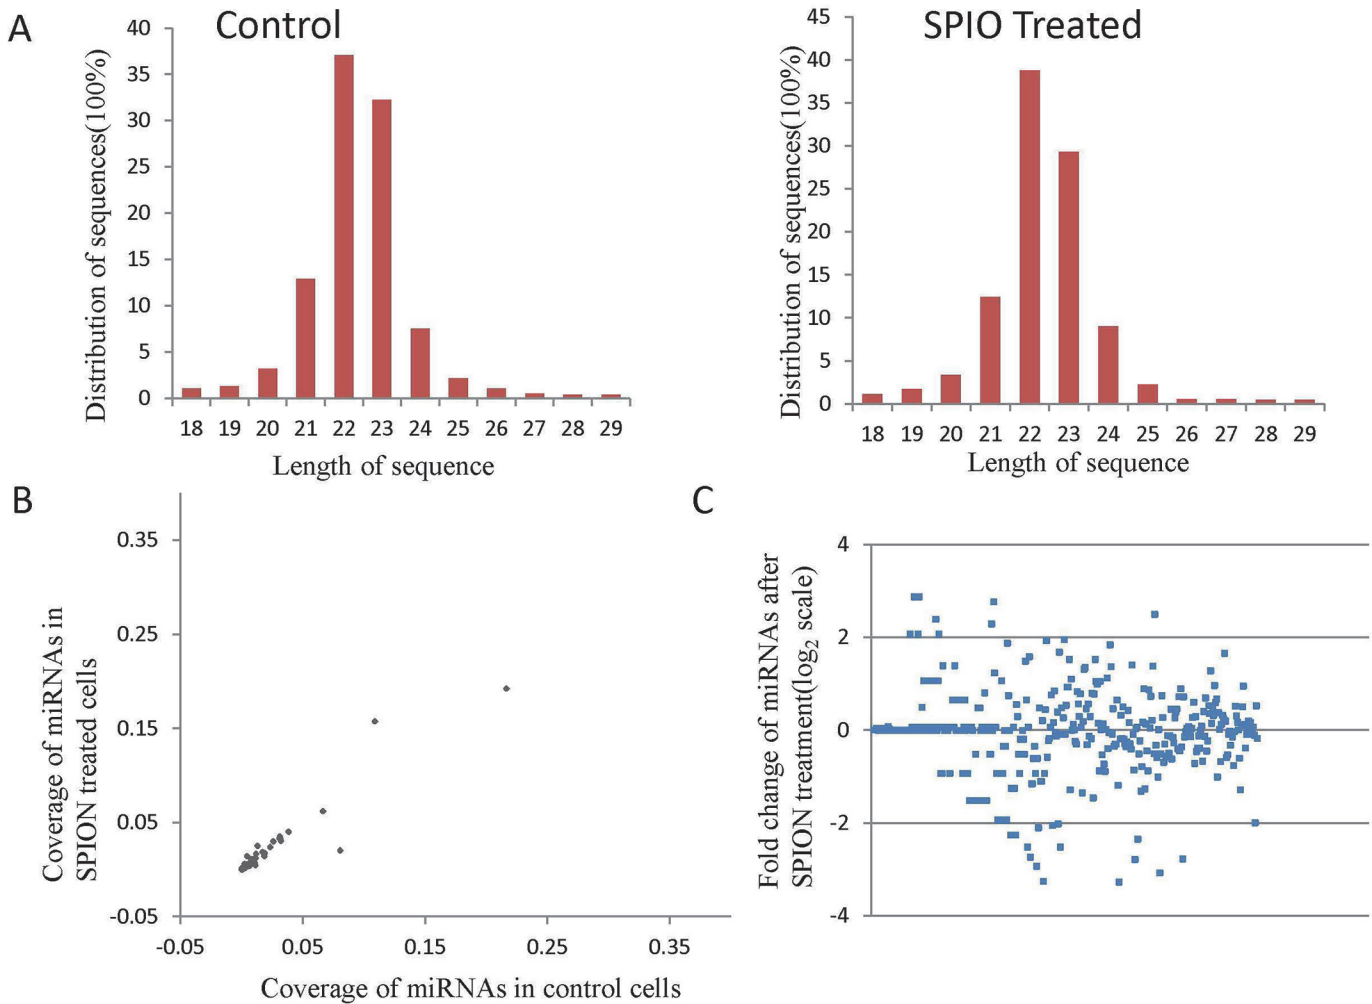 A
Control
Distribution of sequences(100%)
40
35
30
25
20
15
10
5
0
18 19 20 21 22 23 24 25 26 27 28 29
Length of sequence
SPIO Treated
Distribution of sequences(100%)
45
40
35
30
25
20
15
10
5
0
18 19 20 21 22 23 24 25 26 27 28 29
Length of sequence
B
Coverage of miRNAs in
SPION treated cells
0.35
0.25
0.15
0.05
-0.05
-0.05 0.05 0.15 0.25 0.35
Coverage of miRNAs in control cells
C
Fold change of miRNAs after
SPION treatment(log2 scale)
4
2
0
-2
-4